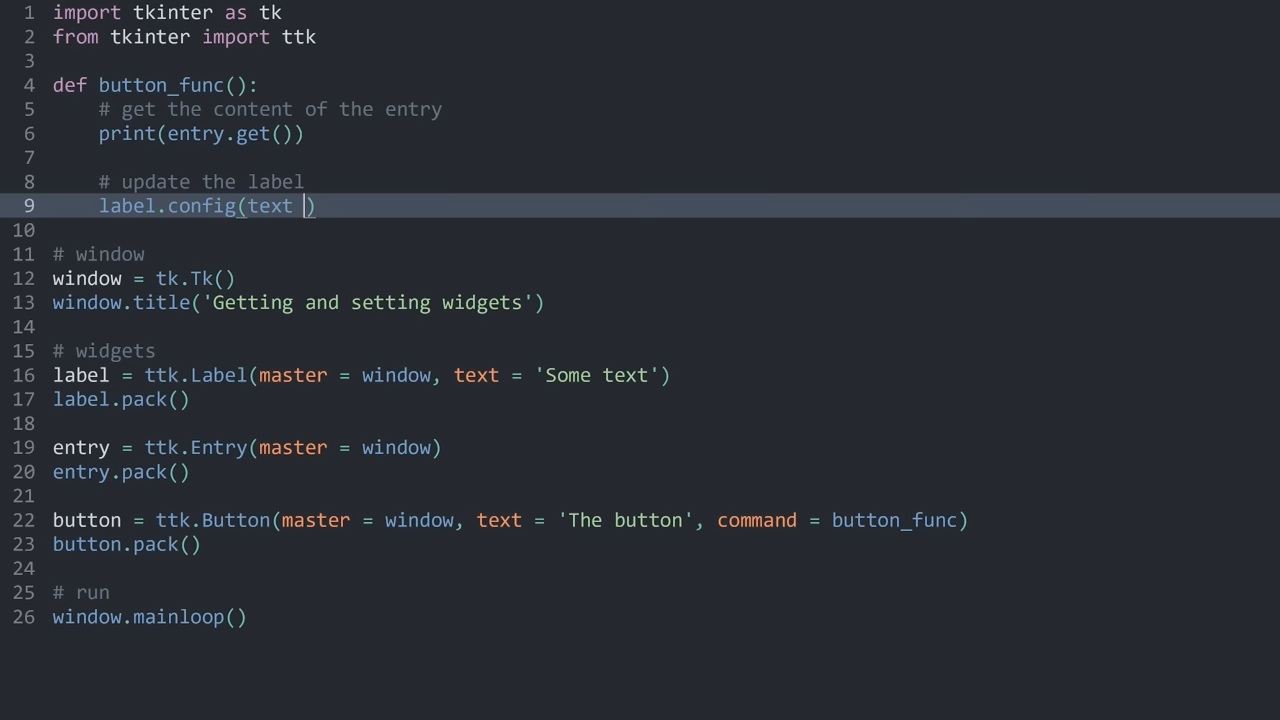 1 import tkinter as tk
2 from tkinter import ttk
3
4 def button_func():
5     # get the content of the entry
6     print(entry.get())
7
8     # update the label
9     label.config(text )
10
11 # window
12 window = tk.Tk()
13 window.title('Getting and setting widgets')
14
15 # widgets
16 label = ttk.Label(master = window, text = 'Some text')
17 label.pack()
18
19 entry = ttk.Entry(master = window)
20 entry.pack()
21
22 button = ttk.Button(master = window, text = 'The button', command = button_func)
23 button.pack()
24
25 # run
26 window.mainloop()